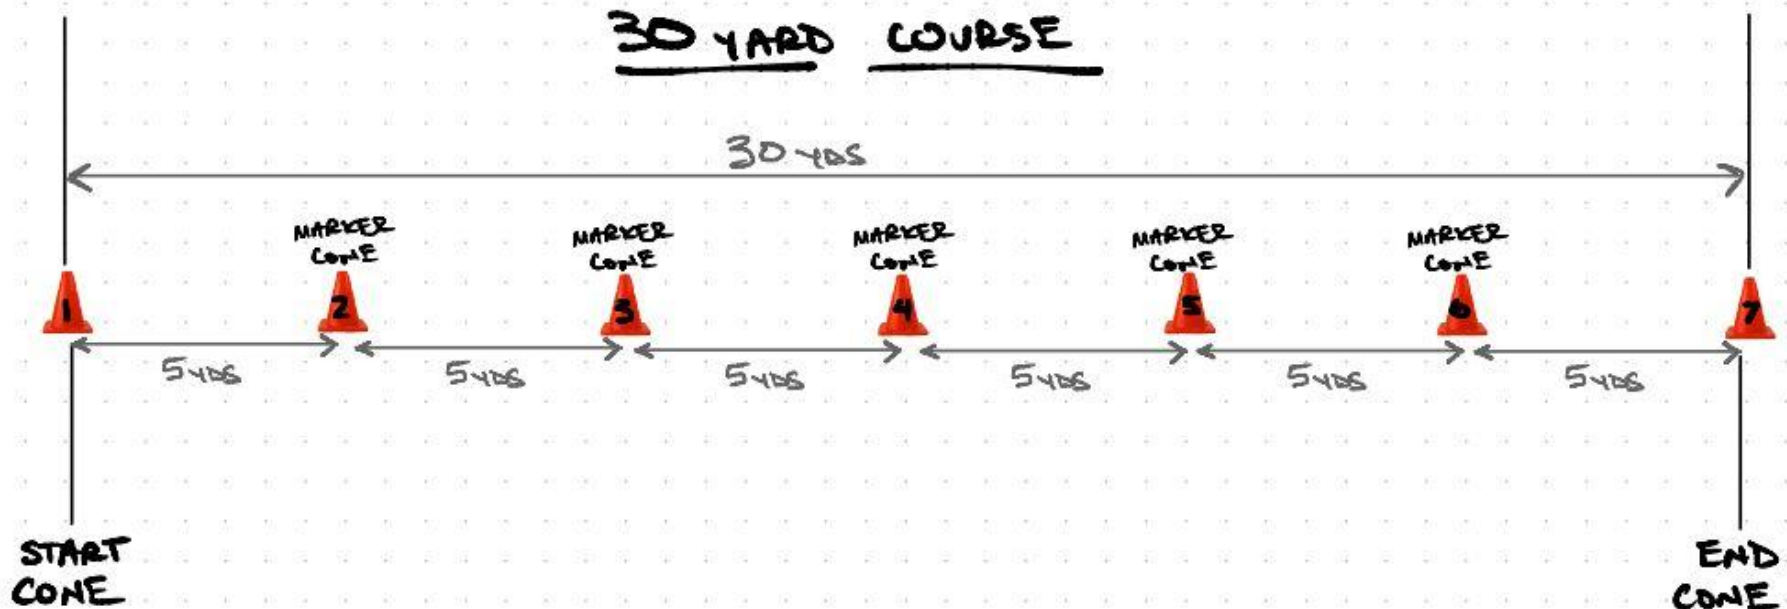 30 YARD COURSE
30 YDS
MARKER
CONE
MARKER
CONE
MARKER
CONE
MARKER
CONE
MARKER
CONE
1 2 3 4 5 6 7
5 YDS 5 YDS 5 YDS 5 YDS 5 YDS 5 YDS
START
CONE
END
CONE